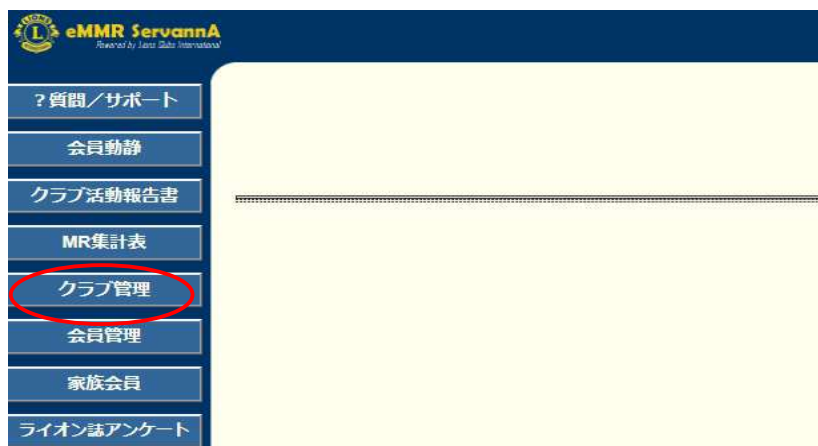 eMMR ServannA
Powered by Lions Clubs International
?質問／サポート
会員動静
クラブ活動報告書
MR集計表
クラブ管理
会員管理
家族会員
ライオン誌アンケート